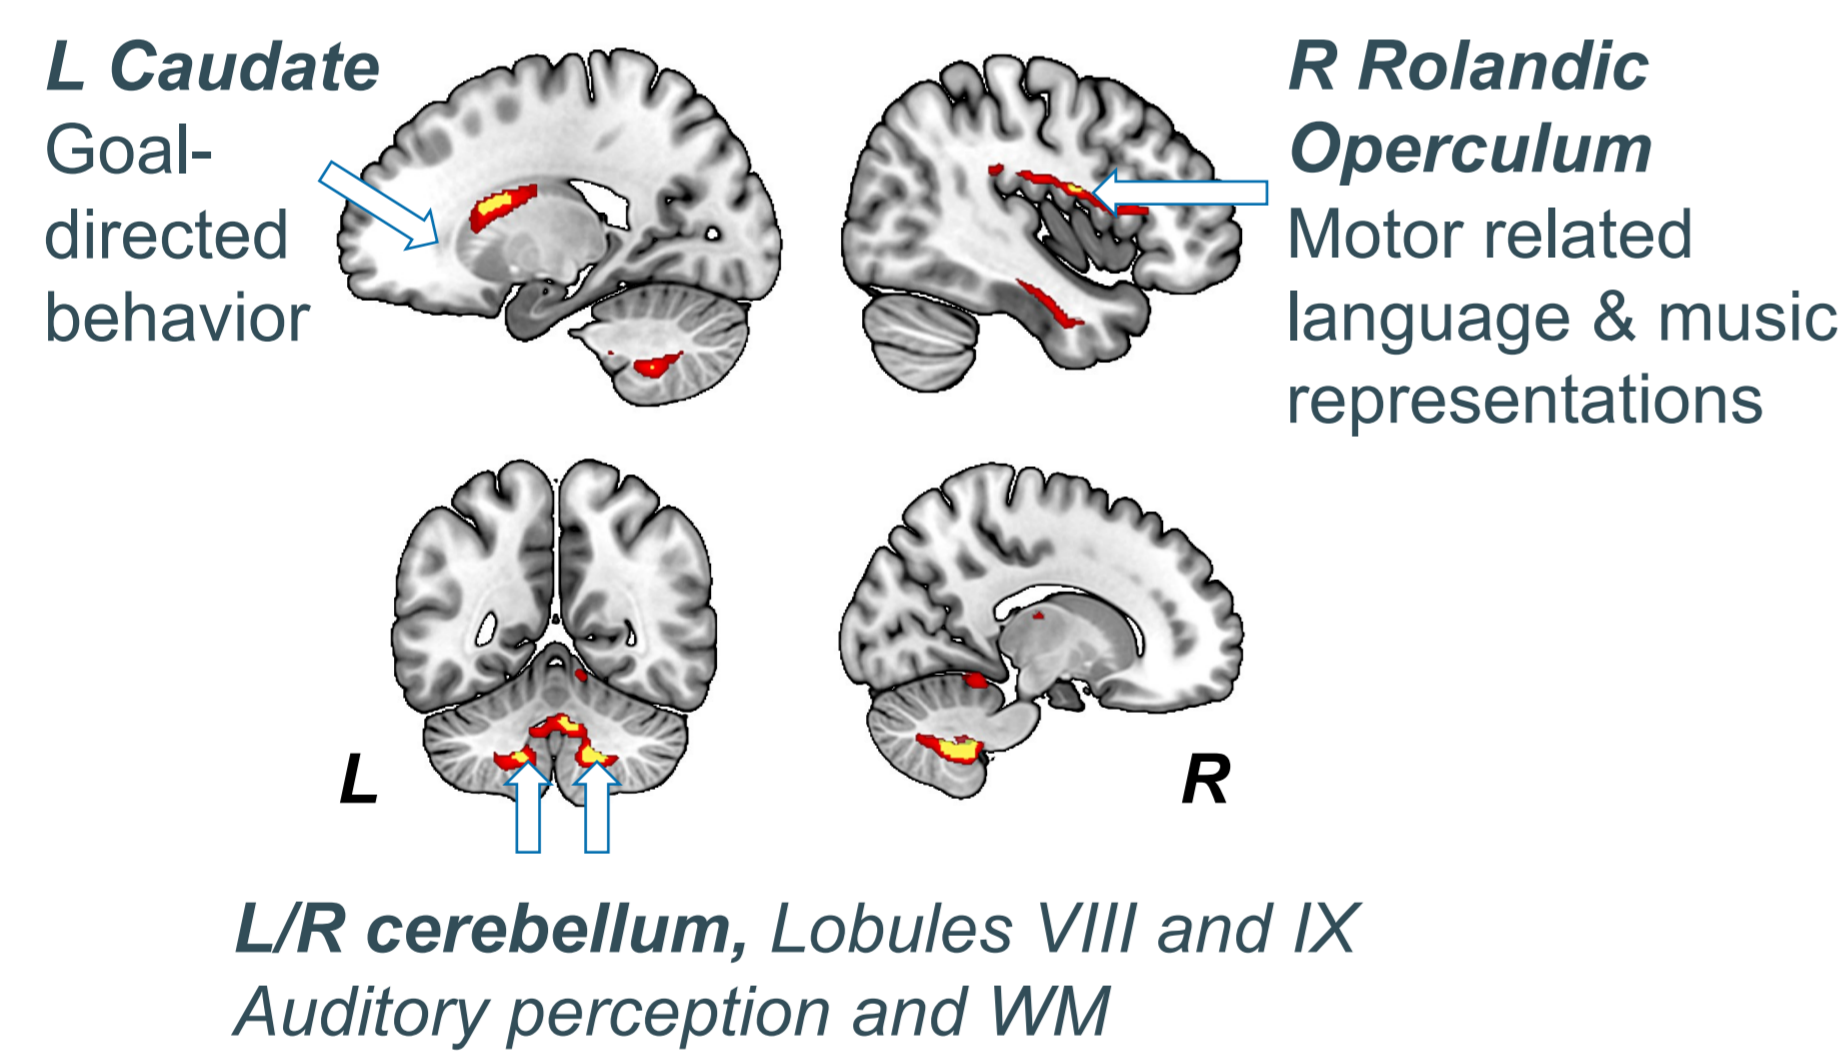 L Caudate
Goal-
directed
behavior
R Rolandic
Operculum
Motor related
language & music
representations
L
R
L/R cerebellum, Lobules VIII and IX
Auditory perception and WM